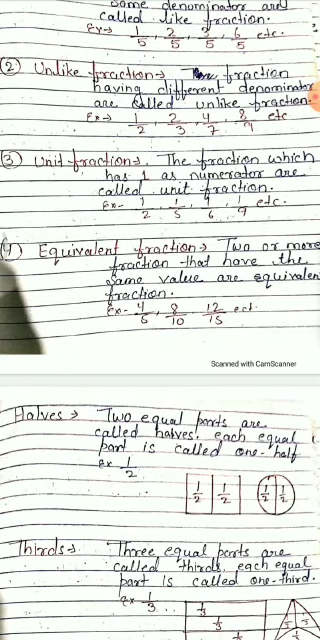 Some denominator are
called like fraction.
Ex→ 1/5, 2/5, 3/5, 6/5 etc.
② Unlike fraction→ The fraction
having different denominator
are called unlike fraction.
Ex→ 1/2, 2/3, 4/7, 8/9 etc
③ Unit fraction→. The fraction which
has 1 as numerator are
called unit fraction.
Ex- 1/2, 1/5, 1/6, 1/9 etc.
(4) Equivalent fraction→ Two or more
fraction that have the
same value are equivalen
fraction.
Ex- 4/5, 8/10, 12/15 ect.
Scanned with CamScanner
Halves→ Two equal parts are
called halves. each equal
part is called one-half
Ex 1/2
1/2 1/2 1/2 1/2
Thirds→. Three equal parts are
called thirds. each equal
part is called one-third.
Ex 1/3.
1/3
1/3